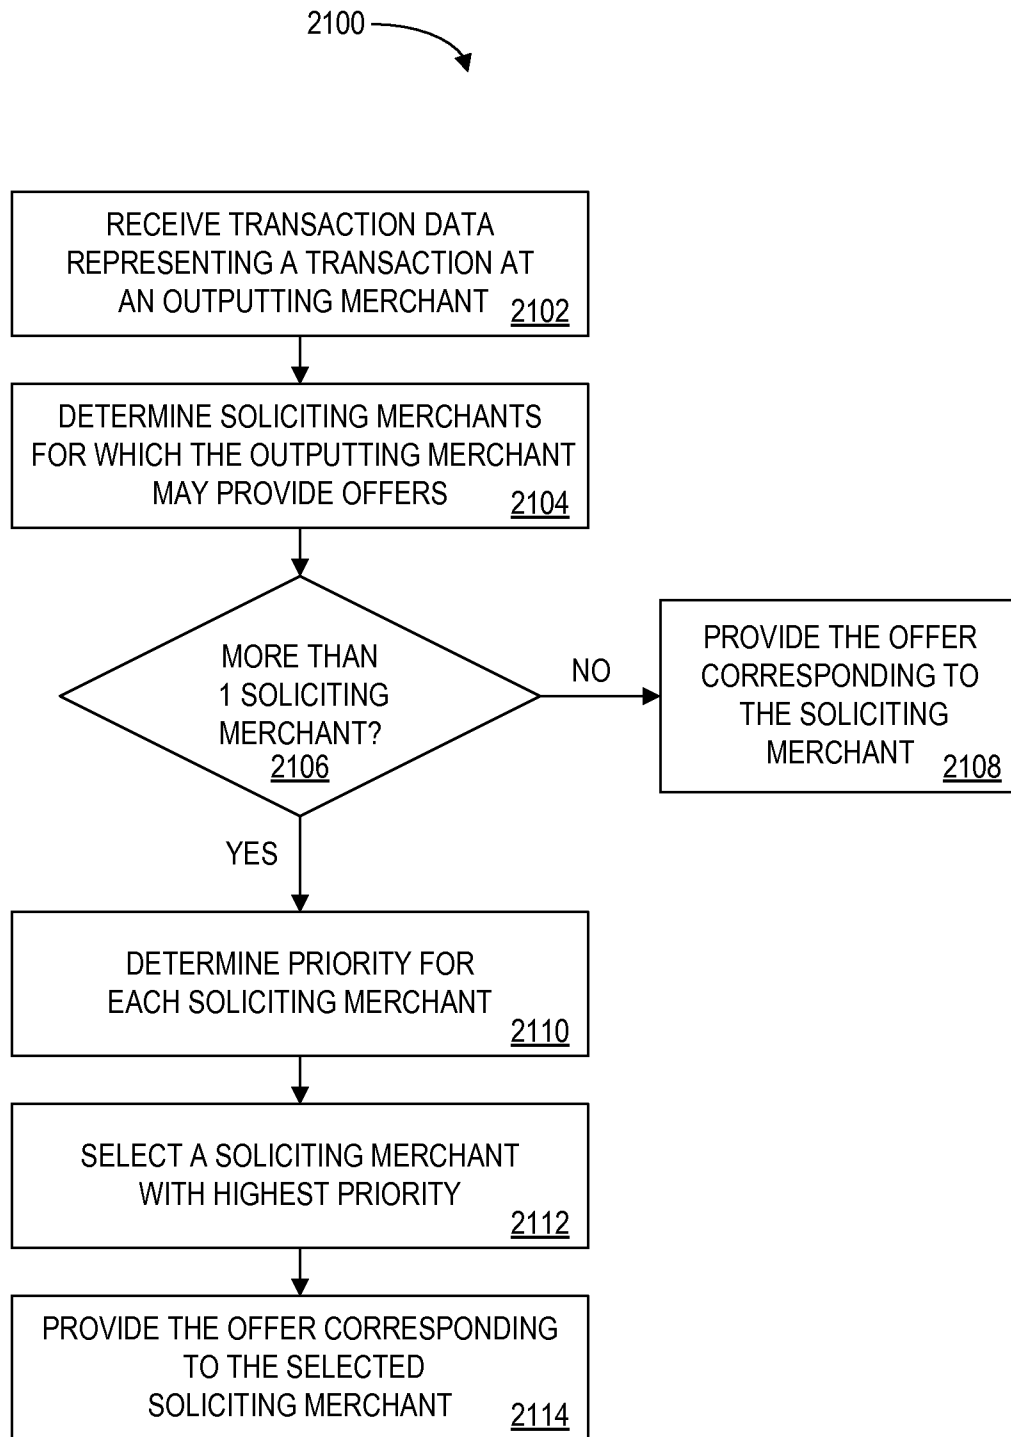 2100
RECEIVE TRANSACTION DATA
REPRESENTING A TRANSACTION AT
AN OUTPUTTING MERCHANT
2102
DETERMINE SOLICITING MERCHANTS
FOR WHICH THE OUTPUTTING MERCHANT
MAY PROVIDE OFFERS
2104
MORE THAN
1 SOLICITING
MERCHANT?
2106
NO
PROVIDE THE OFFER
CORRESPONDING TO
THE SOLICITING
MERCHANT
2108
YES
DETERMINE PRIORITY FOR
EACH SOLICITING MERCHANT
2110
SELECT A SOLICITING MERCHANT
WITH HIGHEST PRIORITY
2112
PROVIDE THE OFFER CORRESPONDING
TO THE SELECTED
SOLICITING MERCHANT
2114